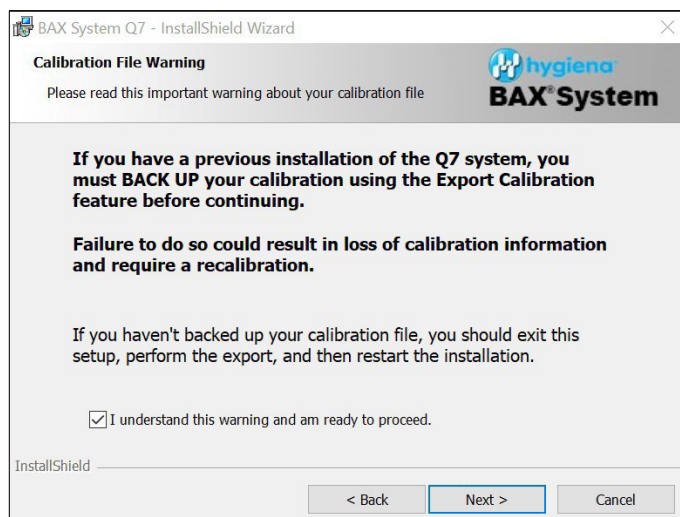 BAX System Q7 - InstallShield Wizard
Calibration File Warning
Please read this important warning about your calibration file
hygiena
BAX®System
If you have a previous installation of the Q7 system, you
must BACK UP your calibration using the Export Calibration
feature before continuing.
Failure to do so could result in loss of calibration information
and require a recalibration.
If you haven't backed up your calibration file, you should exit this
setup, perform the export, and then restart the installation.
I understand this warning and am ready to proceed.
InstallShield
< Back
Next >
Cancel